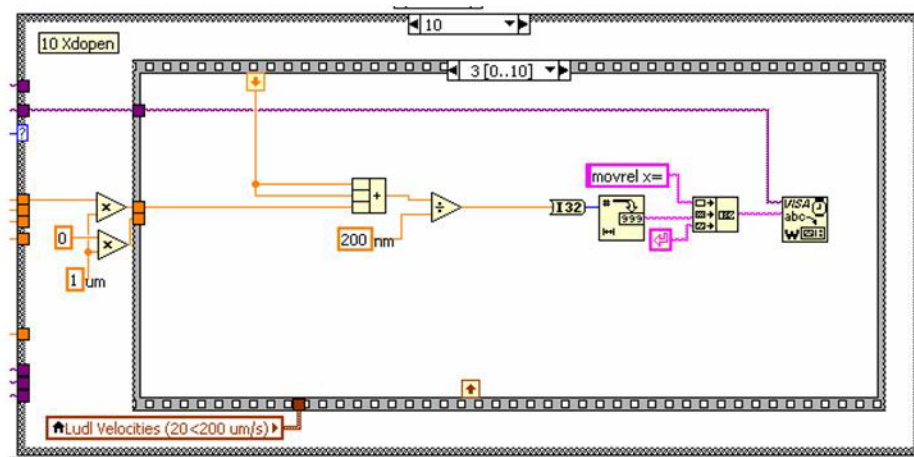 10
10 Xdopen
3 [0..10]
?
movrel x=
I32
#
999
VISA
abc
W
+
×
÷
0
×
200 nm
1 um
Ludl Velocities (20<200 um/s)